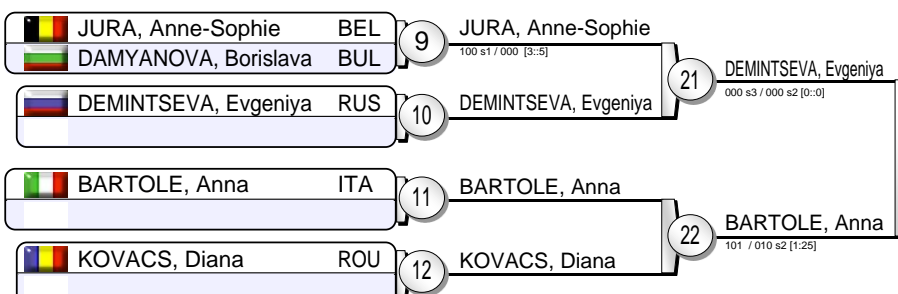 JURA, Anne-Sophie BEL
DAMYANOVA, Borislava BUL
9
JURA, Anne-Sophie
100 s1 / 000 [3::5]
DEMINTSEVA, Evgeniya RUS
10
DEMINTSEVA, Evgeniya
21
DEMINTSEVA, Evgeniya
000 s3 / 000 s2 [0::0]
BARTOLE, Anna ITA
11
BARTOLE, Anna
KOVACS, Diana ROU
12
KOVACS, Diana
22
BARTOLE, Anna
101 / 010 s2 [1:25]